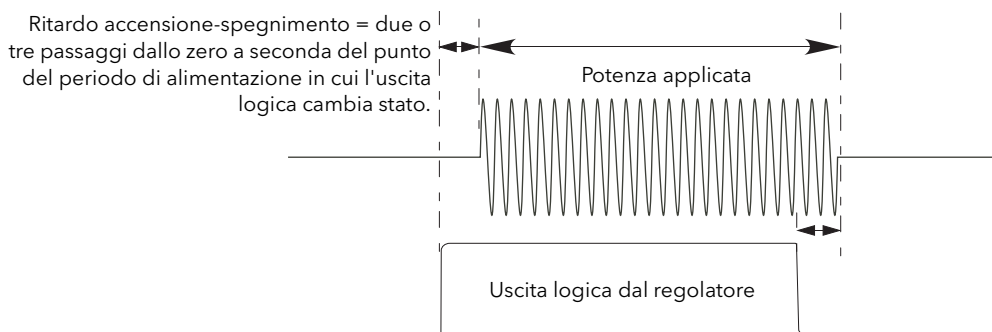 Ritardo accensione-spegnimento = due o
tre passaggi dallo zero a seconda del punto
del periodo di alimentazione in cui l'uscita
logica cambia stato.
Potenza applicata
Uscita logica dal regolatore